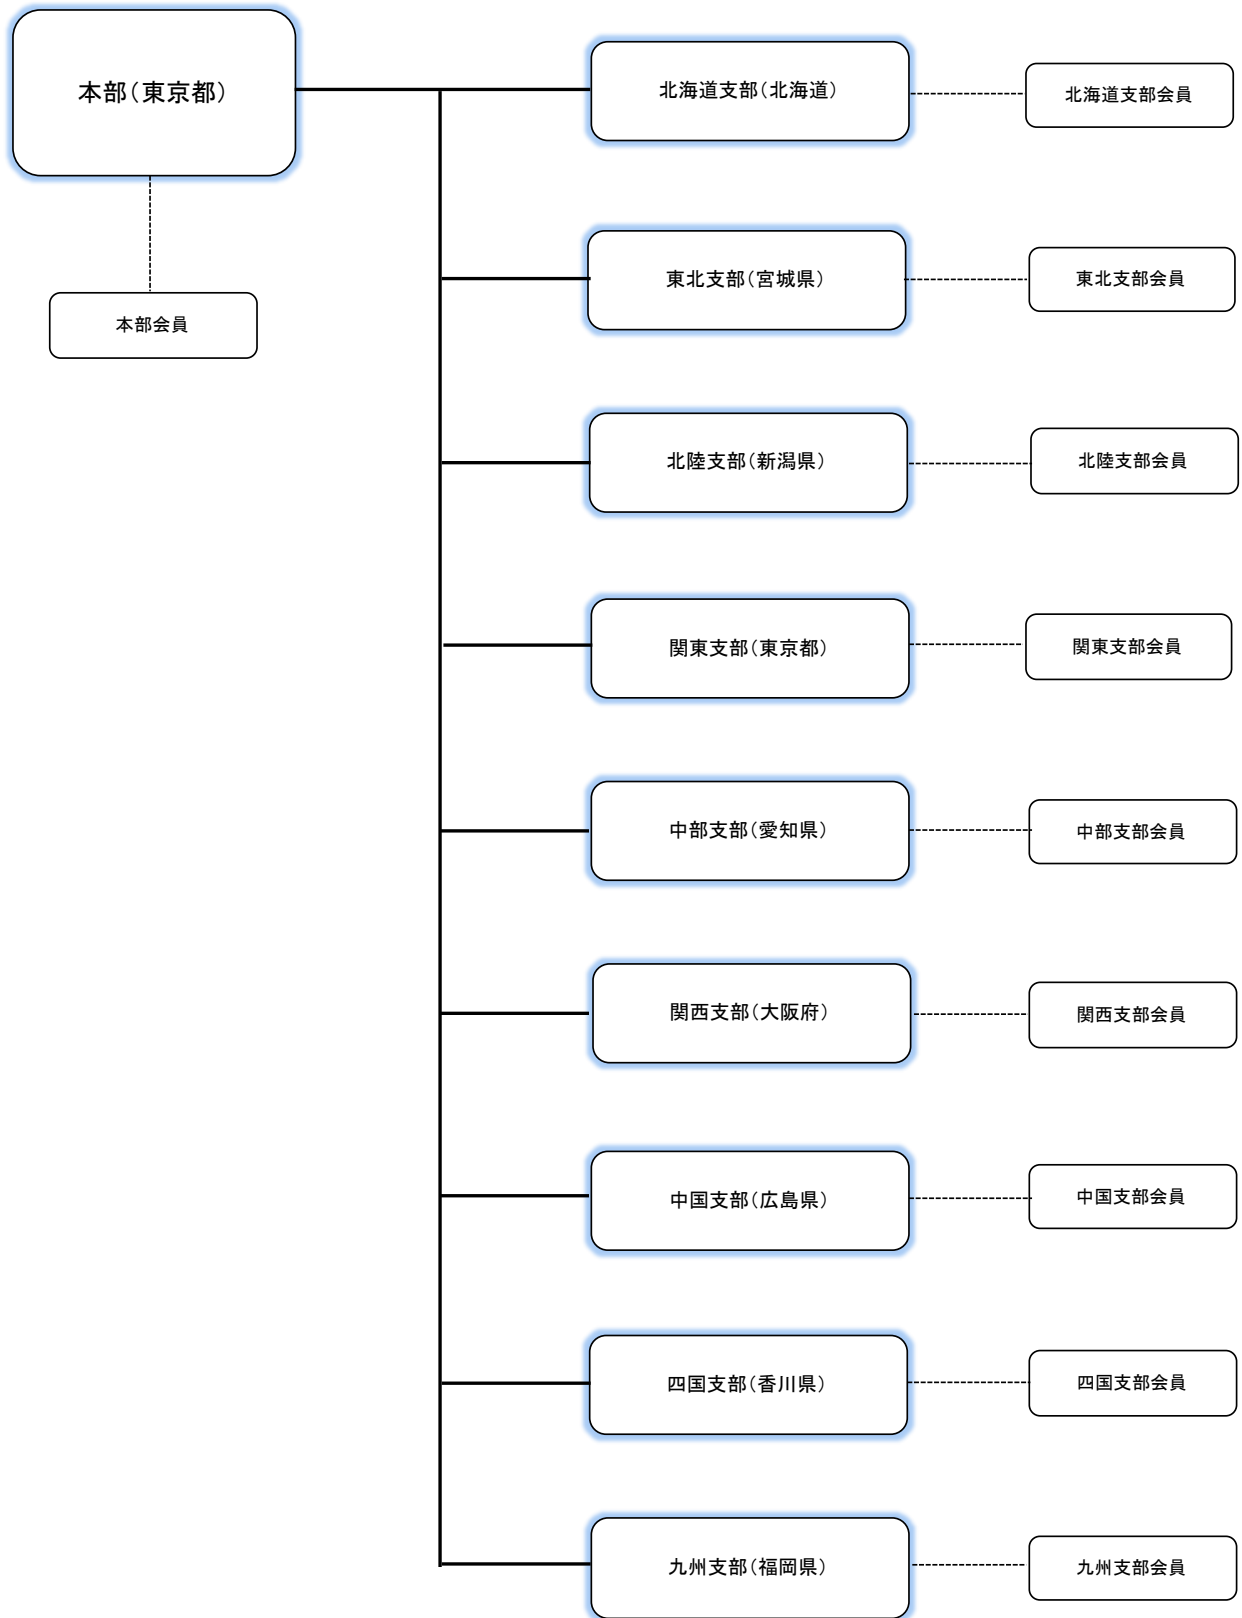 本部（東京都）
本部会員
北海道支部（北海道）
北海道支部会員
東北支部（宮城県）
東北支部会員
北陸支部（新潟県）
北陸支部会員
関東支部（東京都）
関東支部会員
中部支部（愛知県）
中部支部会員
関西支部（大阪府）
関西支部会員
中国支部（広島県）
中国支部会員
四国支部（香川県）
四国支部会員
九州支部（福岡県）
九州支部会員